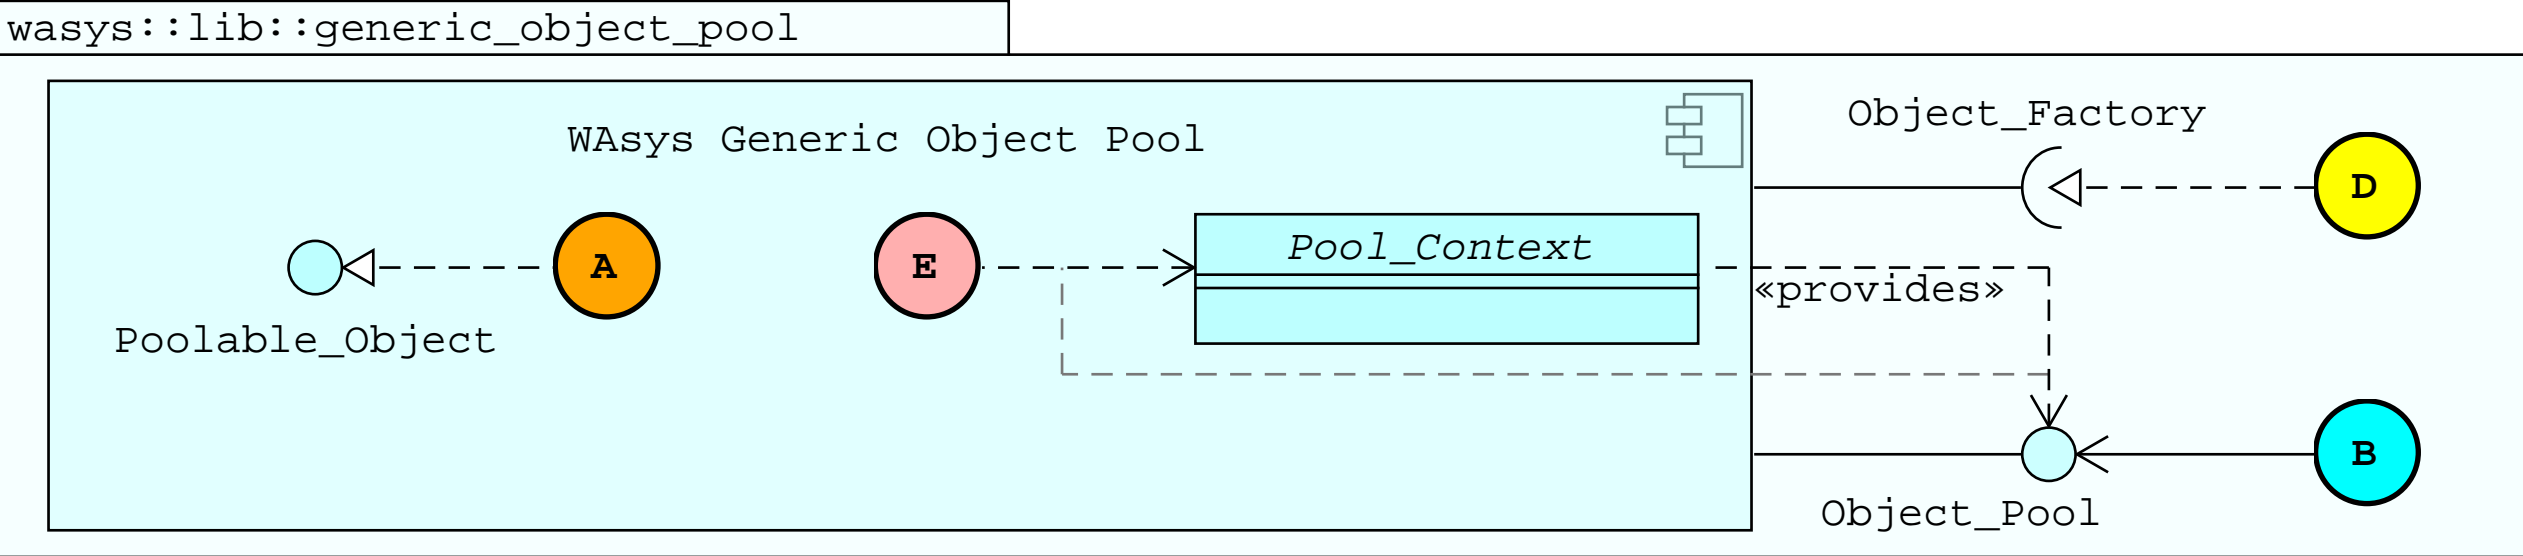 wasys::lib::generic_object_pool
Object_Factory
WAsys Generic Object Pool
D
A
E
Pool_Context
«provides»
Poolable_Object
B
Object_Pool